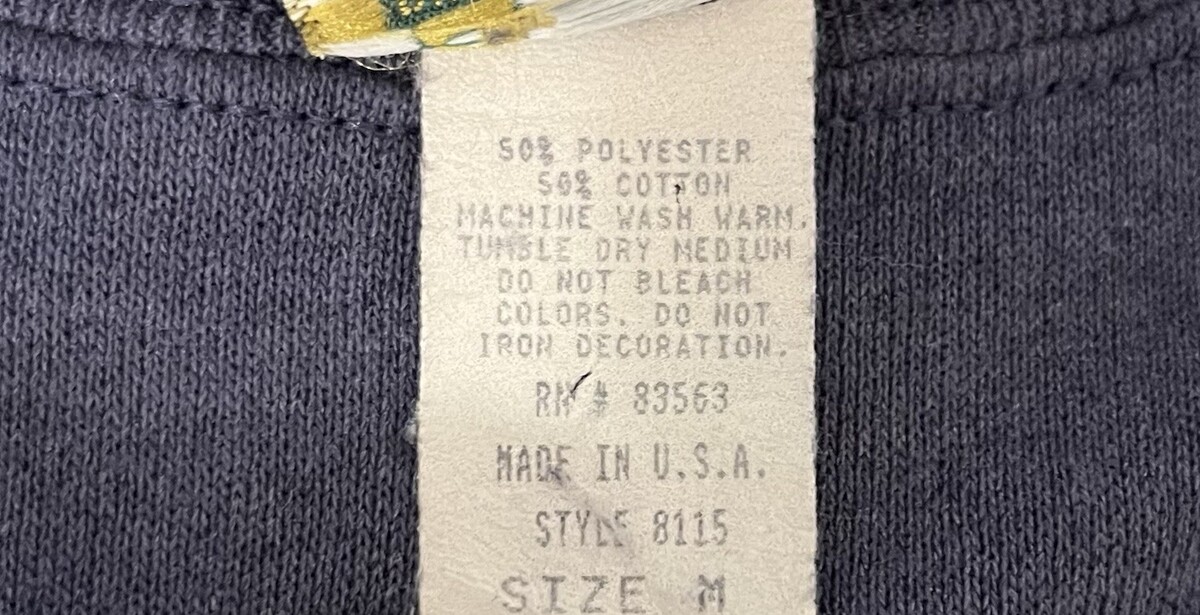 50% POLYESTER
50% COTTON
MACHINE WASH WARM.
TUMBLE DRY MEDIUM
DO NOT BLEACH
COLORS. DO NOT
IRON DECORATION.
RN # 83563
MADE IN U.S.A.
STYLE 8115
SIZE M